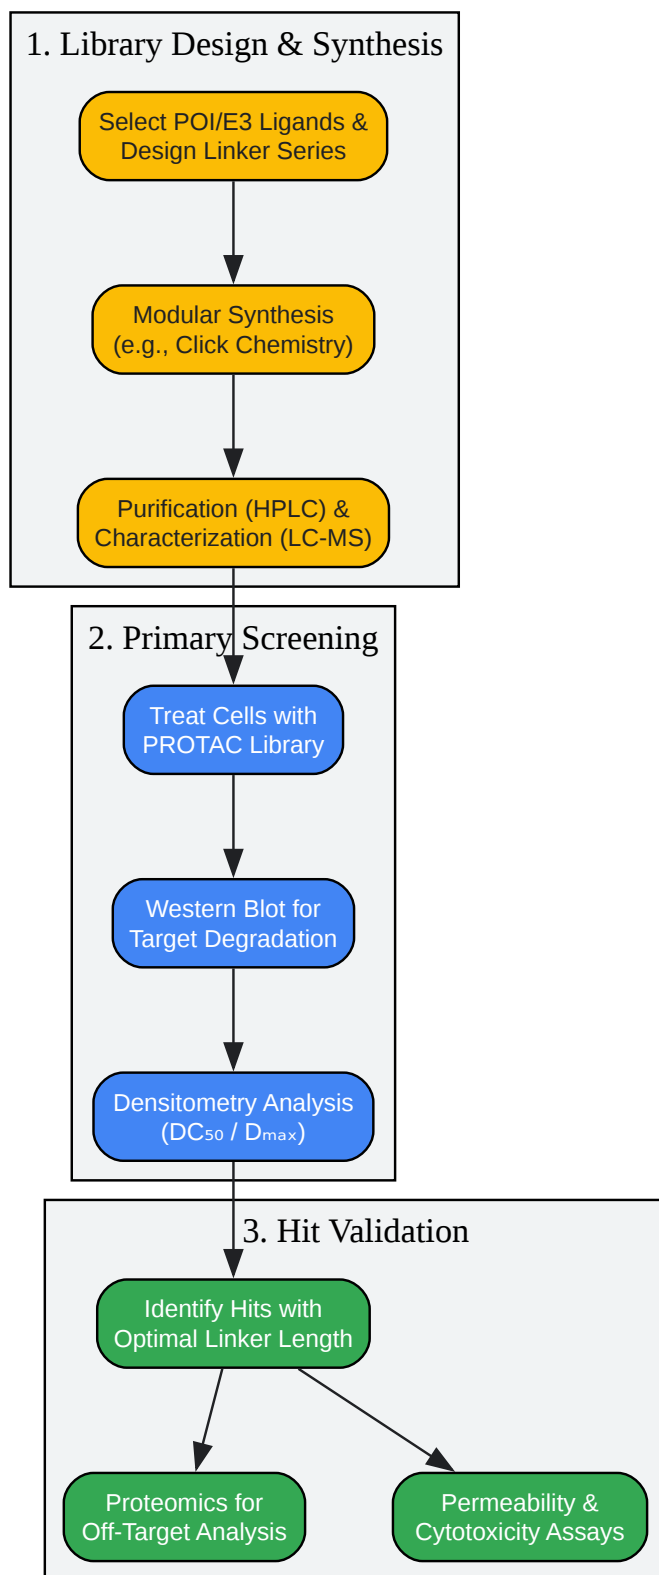 1. Library Design & Synthesis
Select POI/E3 Ligands &
Design Linker Series
Modular Synthesis
(e.g., Click Chemistry)
Purification (HPLC) &
Characterization (LC-MS)
2. Primary Screening
Treat Cells with
PROTAC Library
Western Blot for
Target Degradation
Densitometry Analysis
(DC₅₀ / Dₘₐₓ)
3. Hit Validation
Identify Hits with
Optimal Linker Length
Proteomics for
Off-Target Analysis
Permeability &
Cytotoxicity Assays